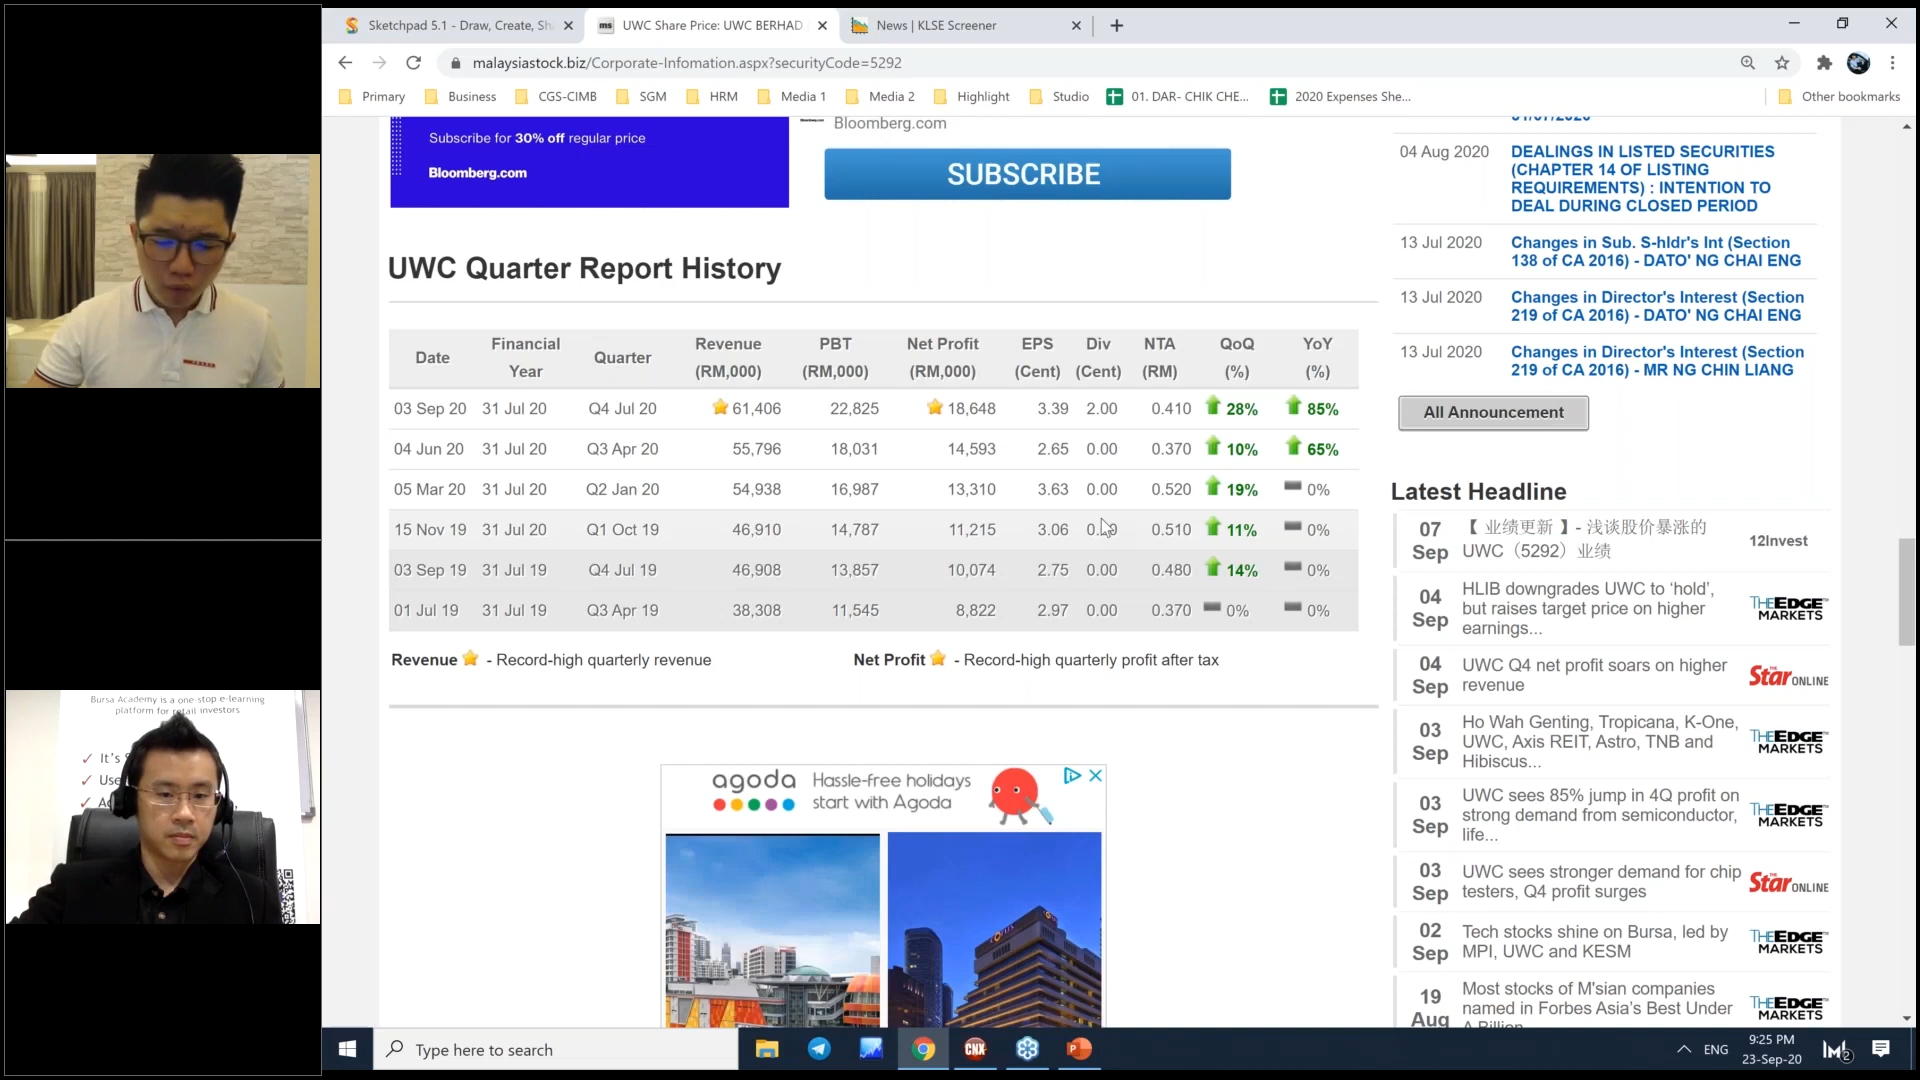 Sketchpad 5.1 - Draw, Create, Sh
UWC Share Price: UWC BERHAD
News | KLSE Screener
malaysiastock.biz/Corporate-Infomation.aspx?securityCode=5292
Primary
Business
CGS-CIMB
SGM
HRM
Media 1
Media 2
Highlight
Studio
01. DAR- CHIK CHE...
2020 Expenses She...
Other bookmarks
Subscribe for 30% off regular price
Bloomberg.com
Bloomberg.com
SUBSCRIBE
UWC Quarter Report History
Date Financial Year Quarter Revenue (RM,000) PBT (RM,000) Net Profit (RM,000) EPS (Cent) Div (Cent) NTA (RM) QoQ (%) YoY (%)
03 Sep 20 31 Jul 20 Q4 Jul 20 61,406 22,825 18,648 3.39 2.00 0.410 28% 85%
04 Jun 20 31 Jul 20 Q3 Apr 20 55,796 18,031 14,593 2.65 0.00 0.370 10% 65%
05 Mar 20 31 Jul 20 Q2 Jan 20 54,938 16,987 13,310 3.63 0.00 0.520 19% 0%
15 Nov 19 31 Jul 20 Q1 Oct 19 46,910 14,787 11,215 3.06 0.510 11% 0%
03 Sep 19 31 Jul 19 Q4 Jul 19 46,908 13,857 10,074 2.75 0.00 0.480 14% 0%
01 Jul 19 31 Jul 19 Q3 Apr 19 38,308 11,545 8,822 2.97 0.00 0.370 0% 0%
Revenue - Record-high quarterly revenue
Net Profit - Record-high quarterly profit after tax
agoda
Hassle-free holidays
start with Agoda
04 Aug 2020 DEALINGS IN LISTED SECURITIES
(CHAPTER 14 OF LISTING
REQUIREMENTS) : INTENTION TO
DEAL DURING CLOSED PERIOD
13 Jul 2020 Changes in Sub. S-hldr's Int (Section
138 of CA 2016) - DATO' NG CHAI ENG
13 Jul 2020 Changes in Director's Interest (Section
219 of CA 2016) - DATO' NG CHAI ENG
13 Jul 2020 Changes in Director's Interest (Section
219 of CA 2016) - MR NG CHIN LIANG
All Announcement
Latest Headline
07 Sep
【 业绩更新 】- 浅谈股价暴涨的
UWC（5292）业绩
12Invest
04 Sep
HLIB downgrades UWC to ‘hold’,
but raises target price on higher
earnings...
THE EDGE MARKETS
04 Sep
UWC Q4 net profit soars on higher
revenue
The Star ONLINE
03 Sep
Ho Wah Genting, Tropicana, K-One,
UWC, Axis REIT, Astro, TNB and
Hibiscus...
THE EDGE MARKETS
03 Sep
UWC sees 85% jump in 4Q profit on
strong demand from semiconductor,
life...
THE EDGE MARKETS
03 Sep
UWC sees stronger demand for chip
testers, Q4 profit surges
The Star ONLINE
02 Sep
Tech stocks shine on Bursa, led by
MPI, UWC and KESM
THE EDGE MARKETS
19 Aug
Most stocks of M'sian companies
named in Forbes Asia’s Best Under
A Billion
THE EDGE MARKETS
Bursa Academy is a one-stop e-learning
platform for retail investors
It's
Use
Type here to search
CNX
ENG
9:25 PM
23-Sep-20
2